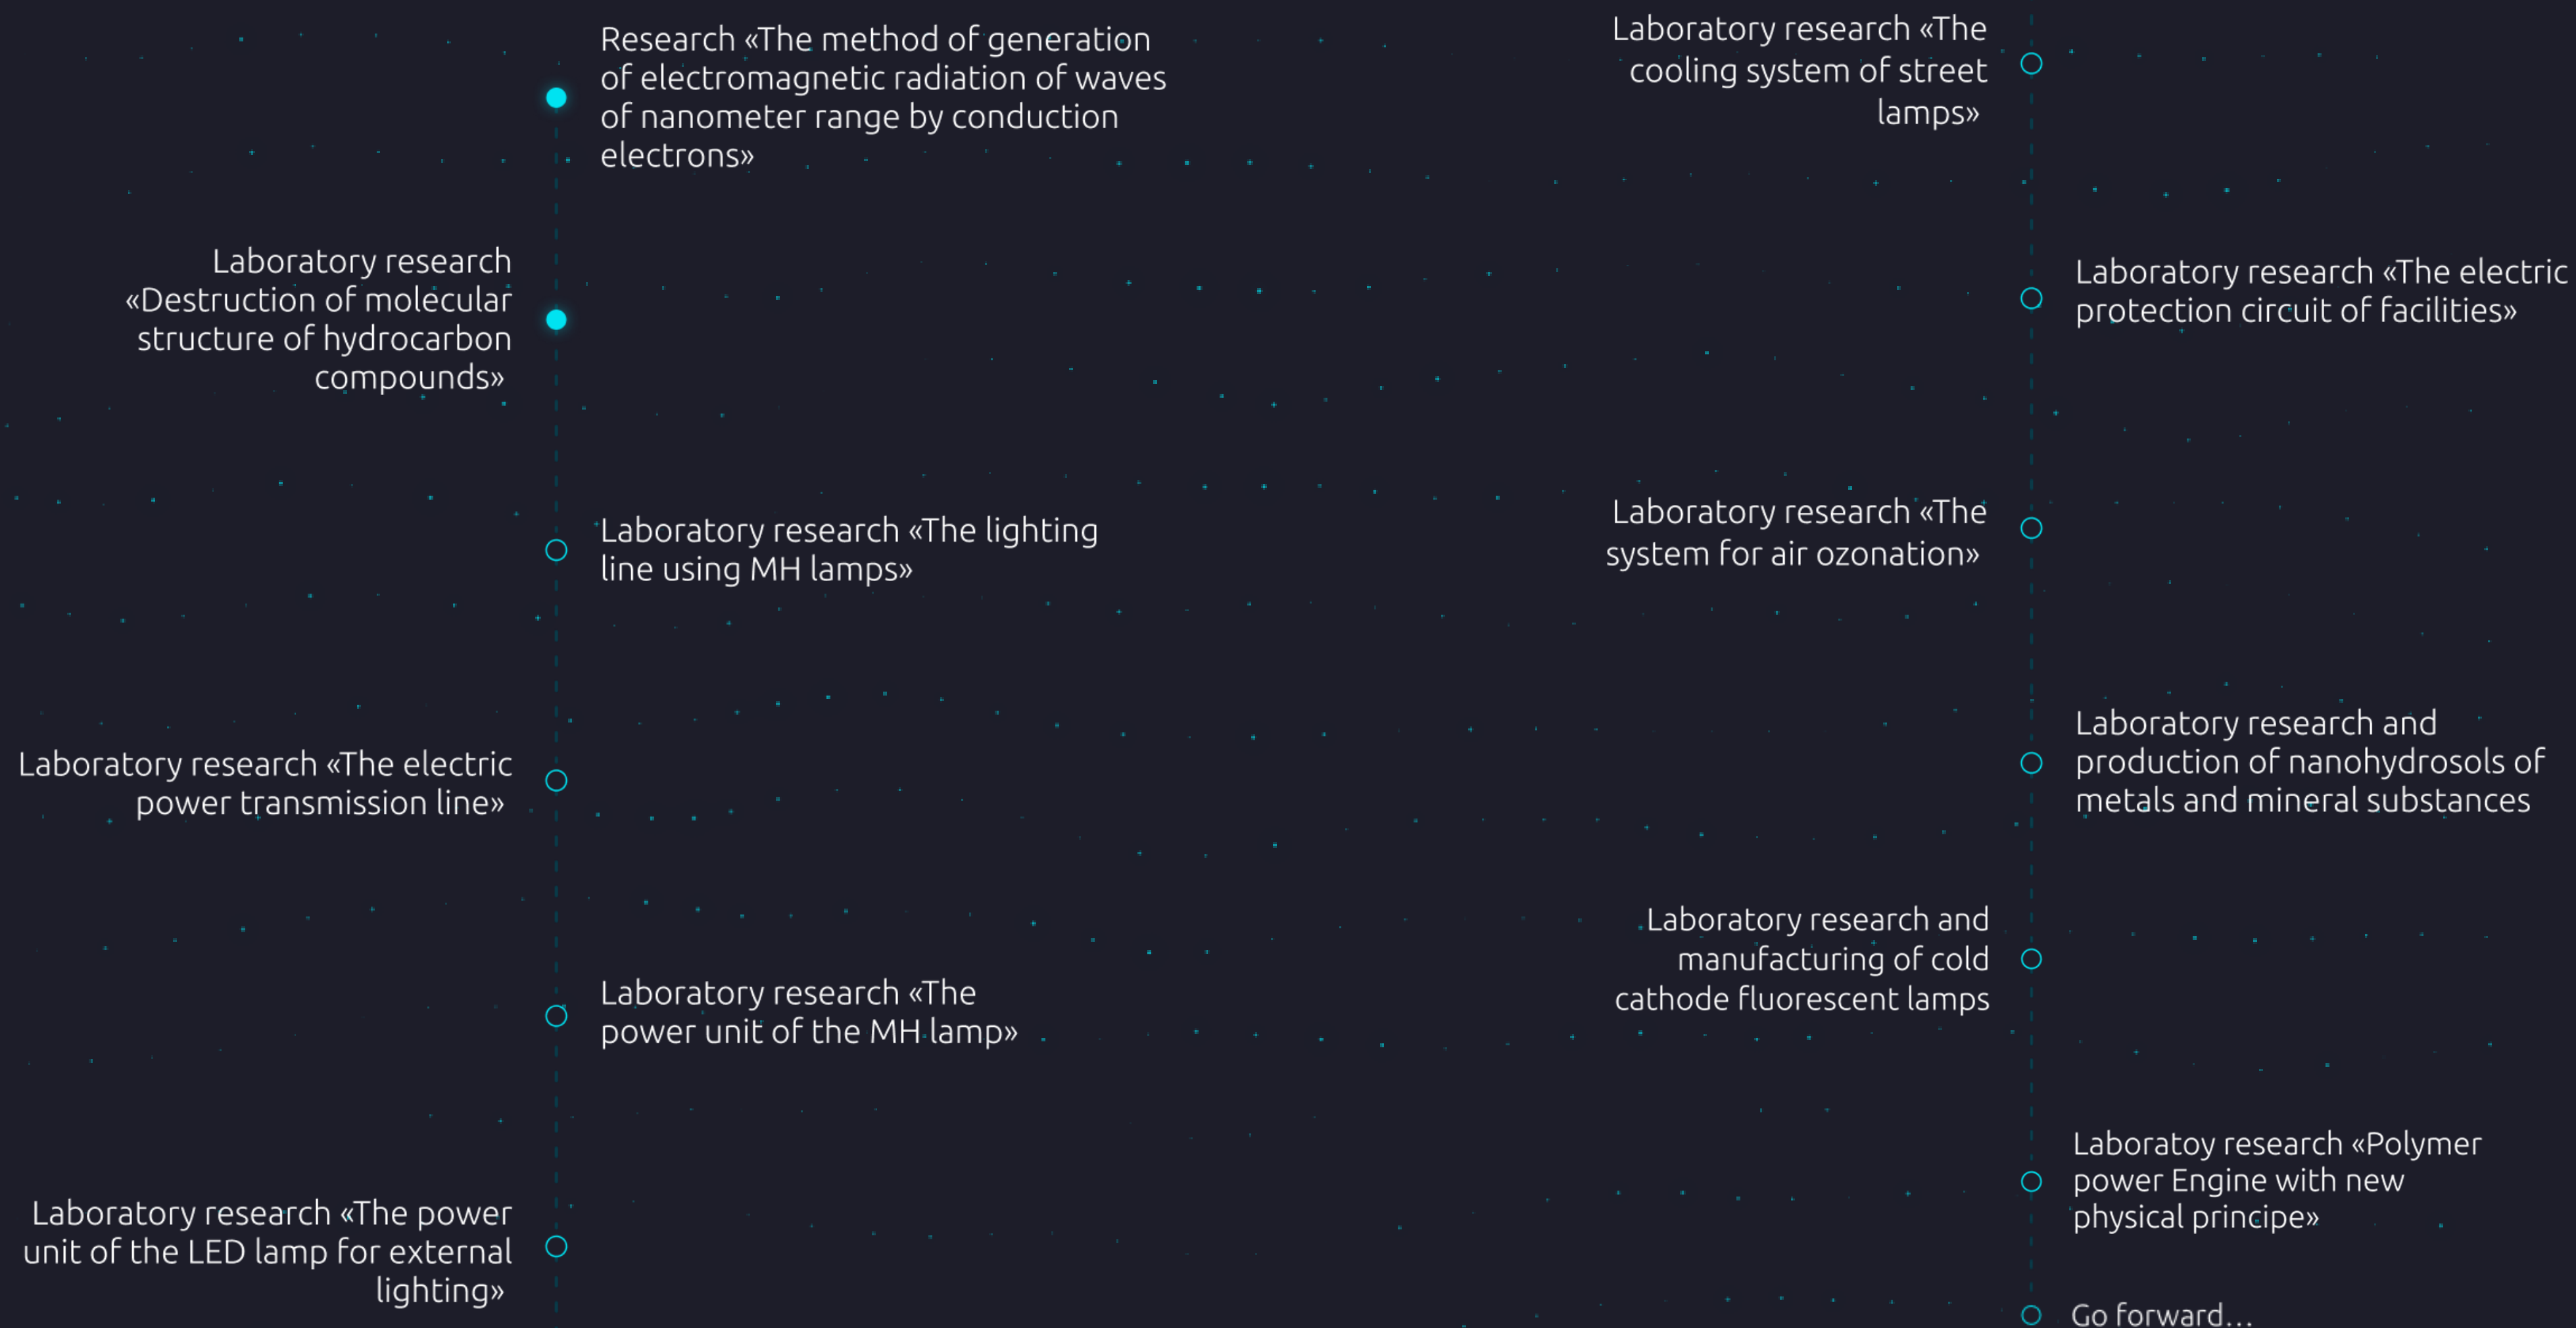 Research «The method of generation
of electromagnetic radiation of waves
of nanometer range by conduction
electrons»
Laboratory research
«Destruction of molecular
structure of hydrocarbon
compounds»
Laboratory research «The lighting
line using MH lamps»
Laboratory research «The electric
power transmission line»
Laboratory research «The
power unit of the MH lamp»
Laboratory research «The power
unit of the LED lamp for external
lighting»
Laboratory research «The
cooling system of street
lamps»
Laboratory research «The electric
protection circuit of facilities»
Laboratory research «The
system for air ozonation»
Laboratory research and
production of nanohydrosols of
metals and mineral substances
Laboratory research and
manufacturing of cold
cathode fluorescent lamps
Laboratoy research «Polymer
power Engine with new
physical principe»
Go forward...